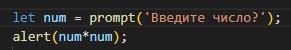 let num = prompt('Введите число?');
alert(num*num);